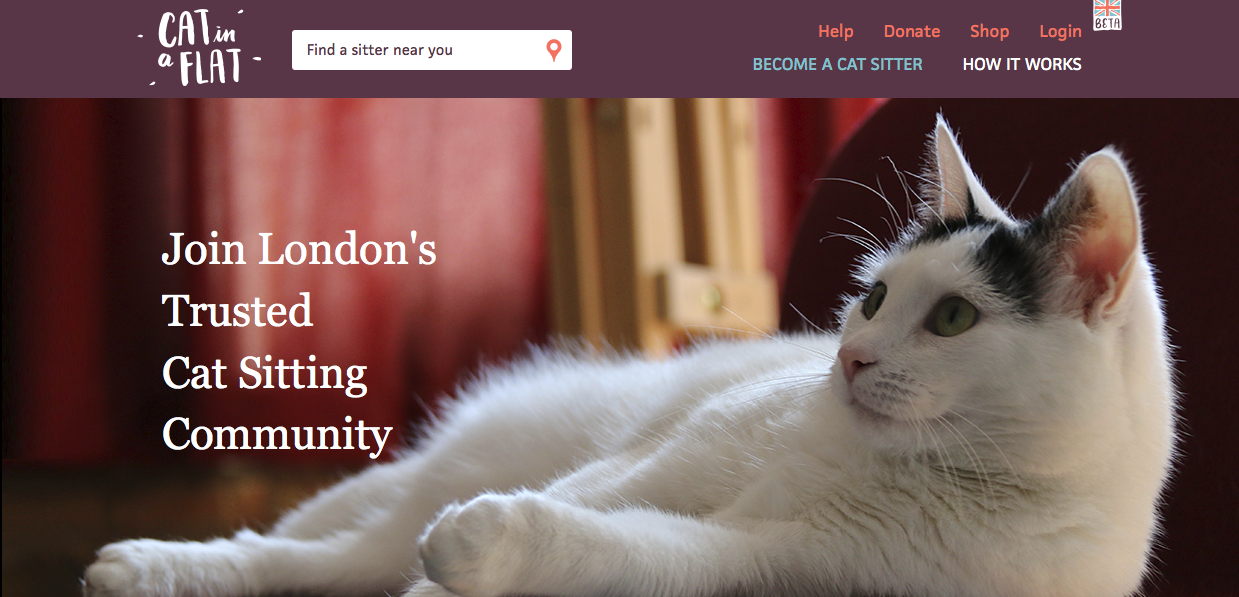 CAT in
a FLAT
Find a sitter near you
Help Donate Shop Login
BETA
BECOME A CAT SITTER HOW IT WORKS
Join London's
Trusted
Cat Sitting
Community